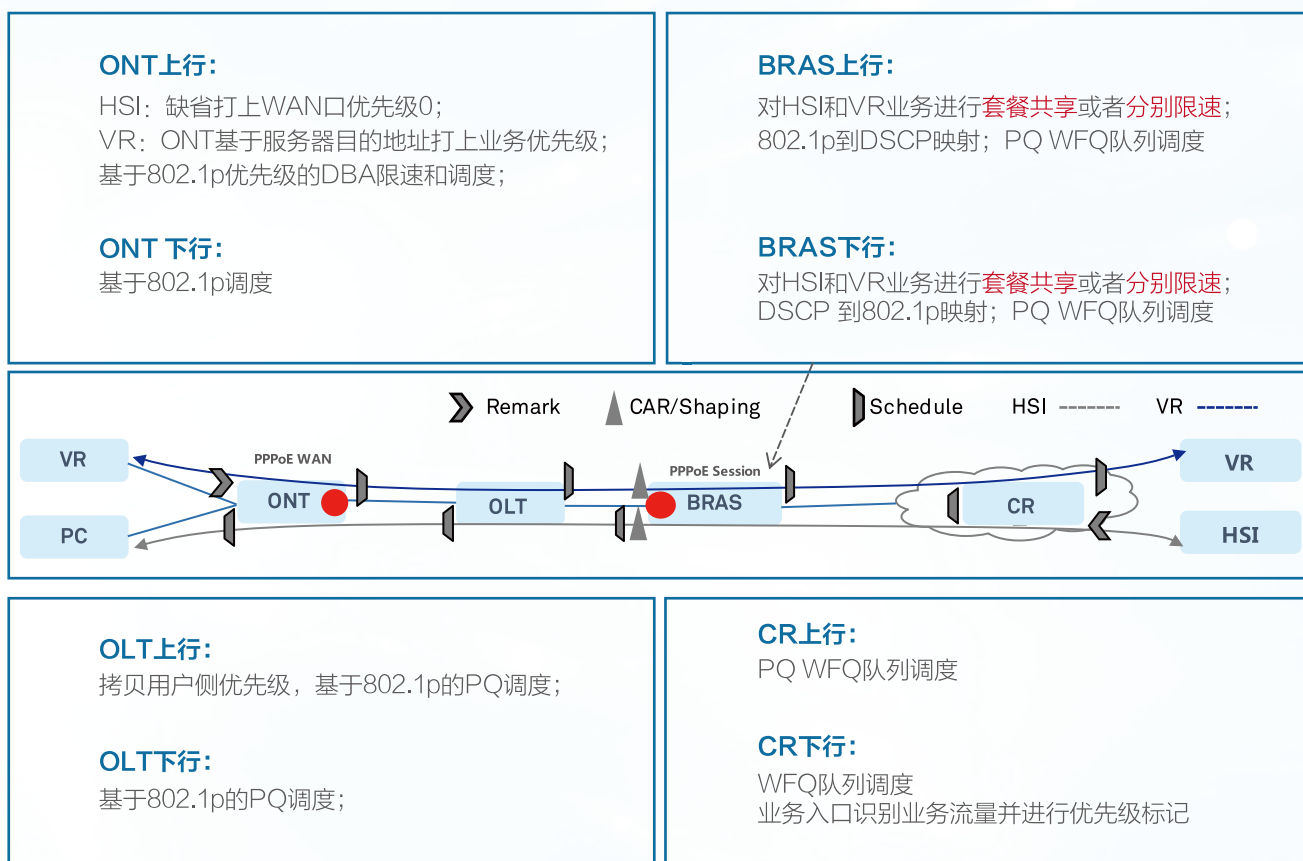 ONT上行：
HSI：缺省打上WAN口优先级0；
VR：ONT基于服务器目的地址打上业务优先级；
基于802.1p优先级的DBA限速和调度；
ONT 下行：
基于802.1p调度
BRAS上行：
对HSI和VR业务进行套餐共享或者分别限速；
802.1p到DSCP映射；PQ WFQ队列调度
BRAS下行：
对HSI和VR业务进行套餐共享或者分别限速；
DSCP 到802.1p映射；PQ WFQ队列调度
Remark
CAR/Shaping
Schedule
HSI
VR
VR
PPPoE WAN
PPPoE Session
VR
ONT
OLT
BRAS
CR
PC
HSI
OLT上行：
拷贝用户侧优先级，基于802.1p的PQ调度；
OLT下行：
基于802.1p的PQ调度；
CR上行：
PQ WFQ队列调度
CR下行：
WFQ队列调度
业务入口识别业务流量并进行优先级标记